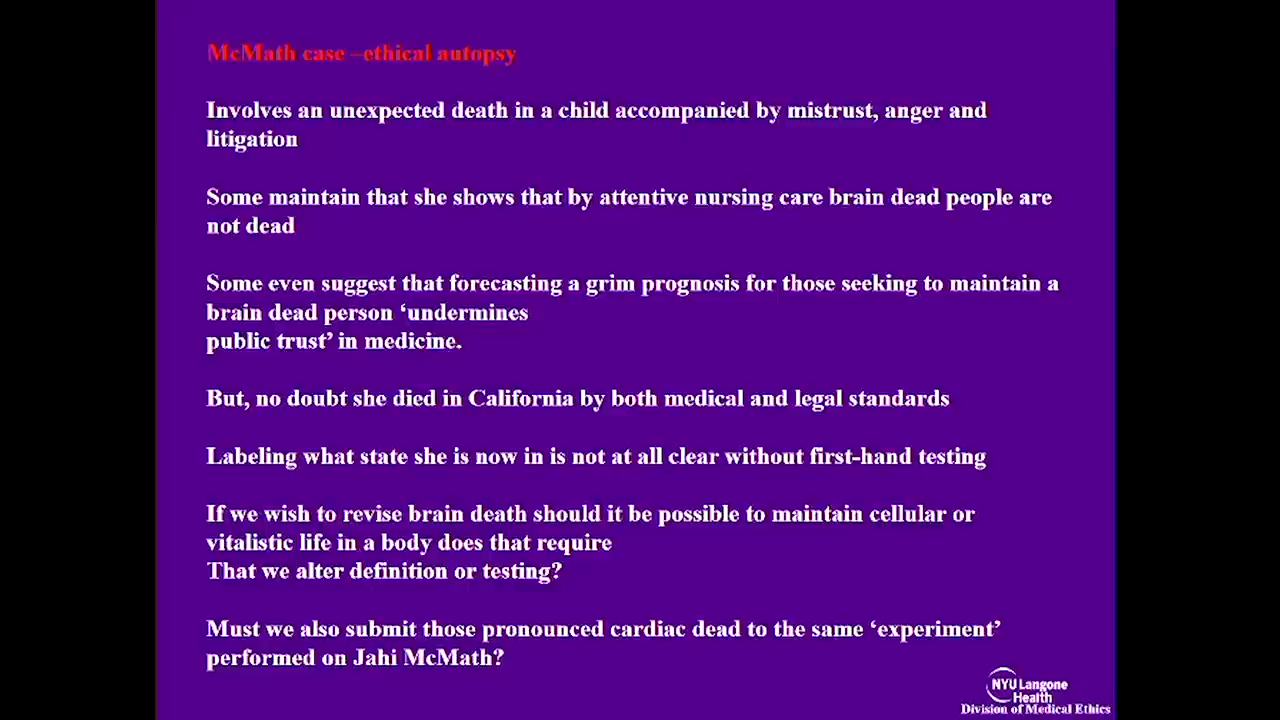 McMath case –ethical autopsy
Involves an unexpected death in a child accompanied by mistrust, anger and
litigation
Some maintain that she shows that by attentive nursing care brain dead people are
not dead
Some even suggest that forecasting a grim prognosis for those seeking to maintain a
brain dead person ‘undermines
public trust’ in medicine.
But, no doubt she died in California by both medical and legal standards
Labeling what state she is now in is not at all clear without first-hand testing
If we wish to revise brain death should it be possible to maintain cellular or
vitalistic life in a body does that require
That we alter definition or testing?
Must we also submit those pronounced cardiac dead to the same ‘experiment’
performed on Jahi McMath?
NYU Langone
Health
Division of Medical Ethics